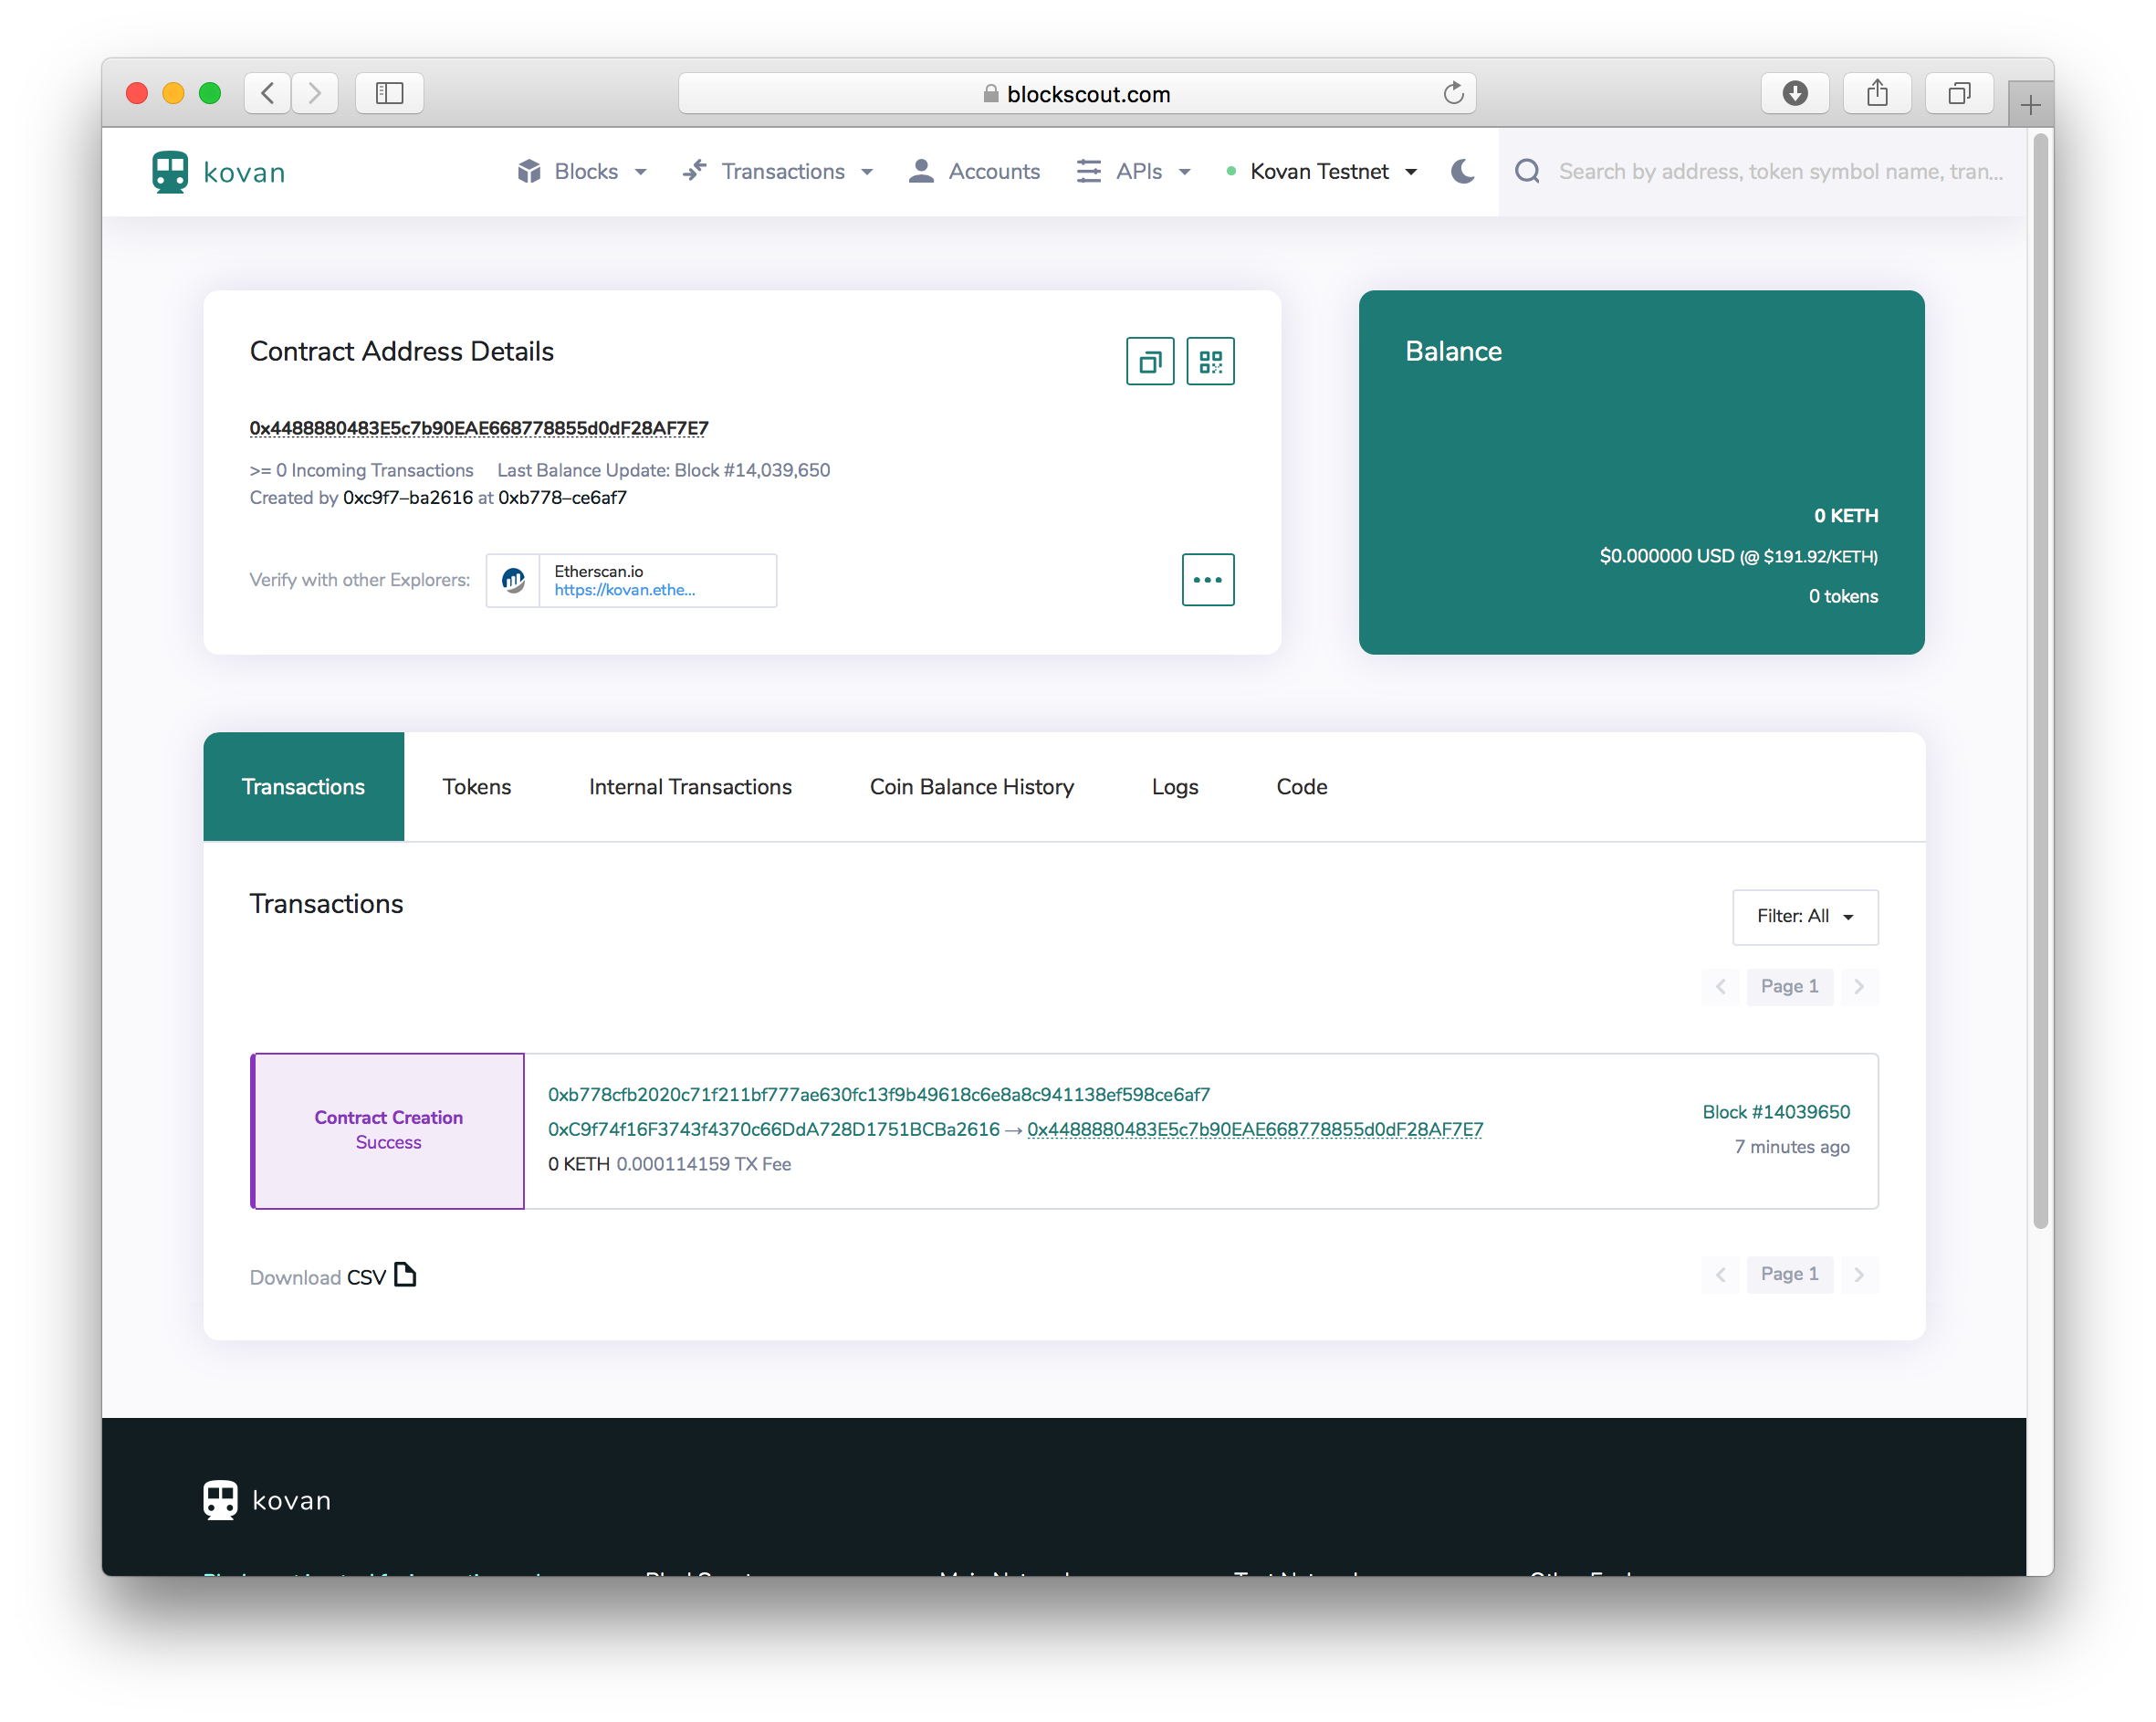 blockscout.com
kovan
Blocks
Transactions
Accounts
APIs
Kovan Testnet
Search by address, token symbol name, tran...
Contract Address Details
0x4488880483E5c7b90EAE668778855d0dF28AF7E7
>= 0 Incoming Transactions Last Balance Update: Block #14,039,650
Created by 0xc9f7–ba2616 at 0xb778–ce6af7
Verify with other Explorers:
Etherscan.io
https://kovan.ethe...
Balance
0 KETH
$0.000000 USD (@ $191.92/KETH)
0 tokens
Transactions
Tokens
Internal Transactions
Coin Balance History
Logs
Code
Transactions
Filter: All
Page 1
Contract Creation
Success
0xb778cfb2020c71f211bf777ae630fc13f9b49618c6e8a8c941138ef598ce6af7
0xC9f74f16F3743f4370c66DdA728D1751BCBa2616 → 0x4488880483E5c7b90EAE668778855d0dF28AF7E7
0 KETH 0.000114159 TX Fee
Block #14039650
7 minutes ago
Download CSV
Page 1
kovan